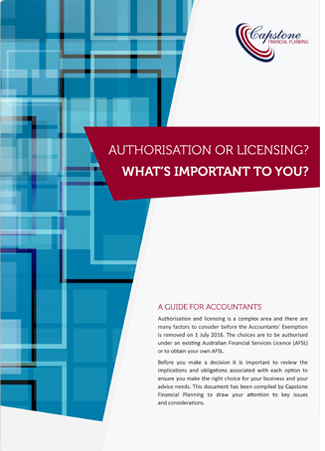 Capstone
FINANCIAL PLANNING
AUTHORISATION OR LICENSING?
WHAT'S IMPORTANT TO YOU?
A GUIDE FOR ACCOUNTANTS
Authorisation and licensing is a complex area and there are
many factors to consider before the Accountants' Exemption
is removed on 1 July 2016. The choices are to be authorised
under an existing Australian Financial Services Licence (AFSL)
or to obtain your own AFSL.
Before you make a decision it is important to review the
implications and obligations associated with each option to
ensure you make the right choice for your business and your
advice needs. This document has been compiled by Capstone
Financial Planning to draw your attention to key issues
and considerations.